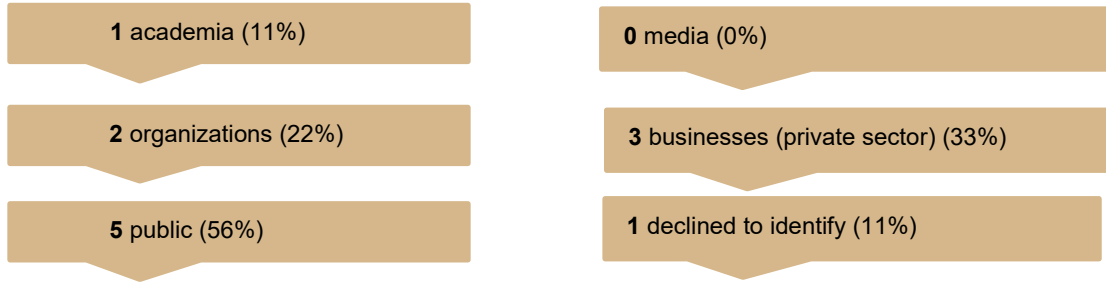 1 academia (11%)
0 media (0%)
2 organizations (22%)
3 businesses (private sector) (33%)
5 public (56%)
1 declined to identify (11%)